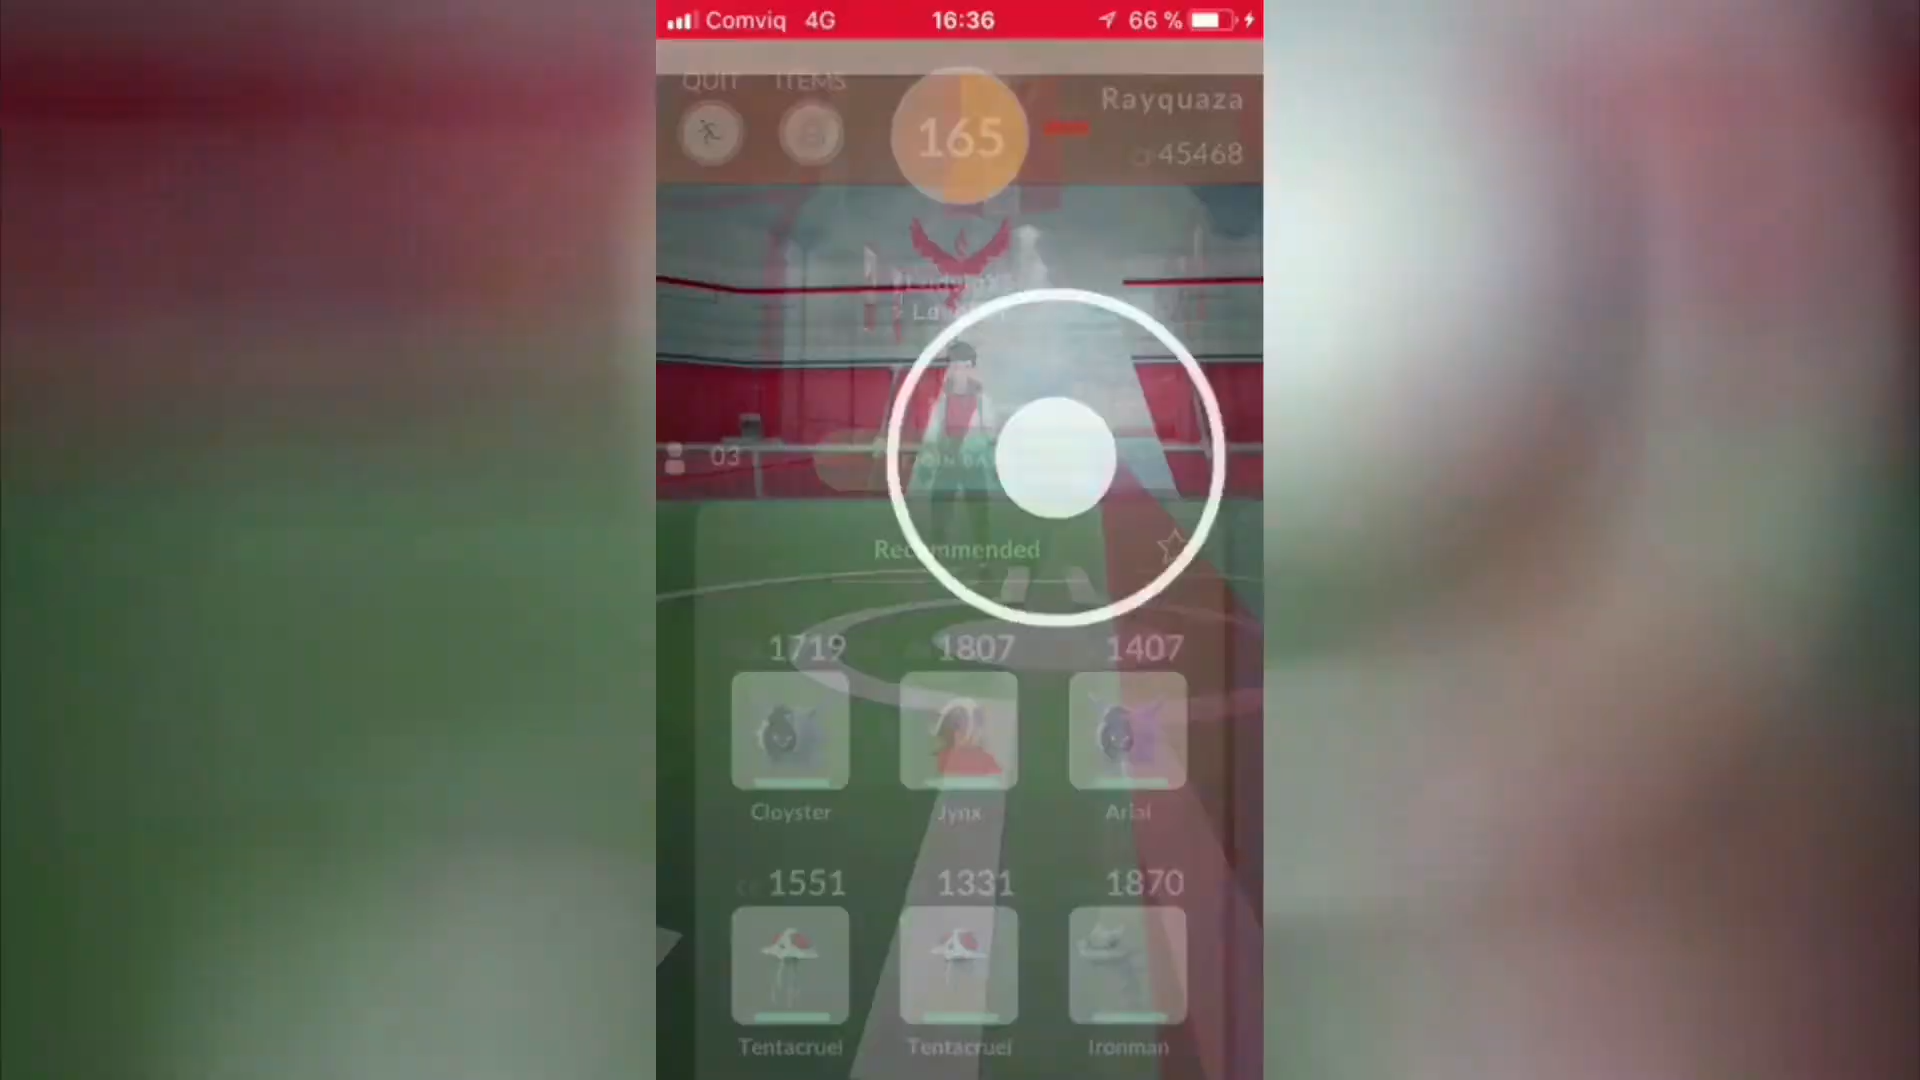 Comviq 4G 16:36 66 %
QUIT ITEMS
165
Rayquaza
45468
03
Recommended
1719 1807 1407
Cloyster Jynx Arial
1551 1331 1870
Tentacruel Tentacruel Ironman